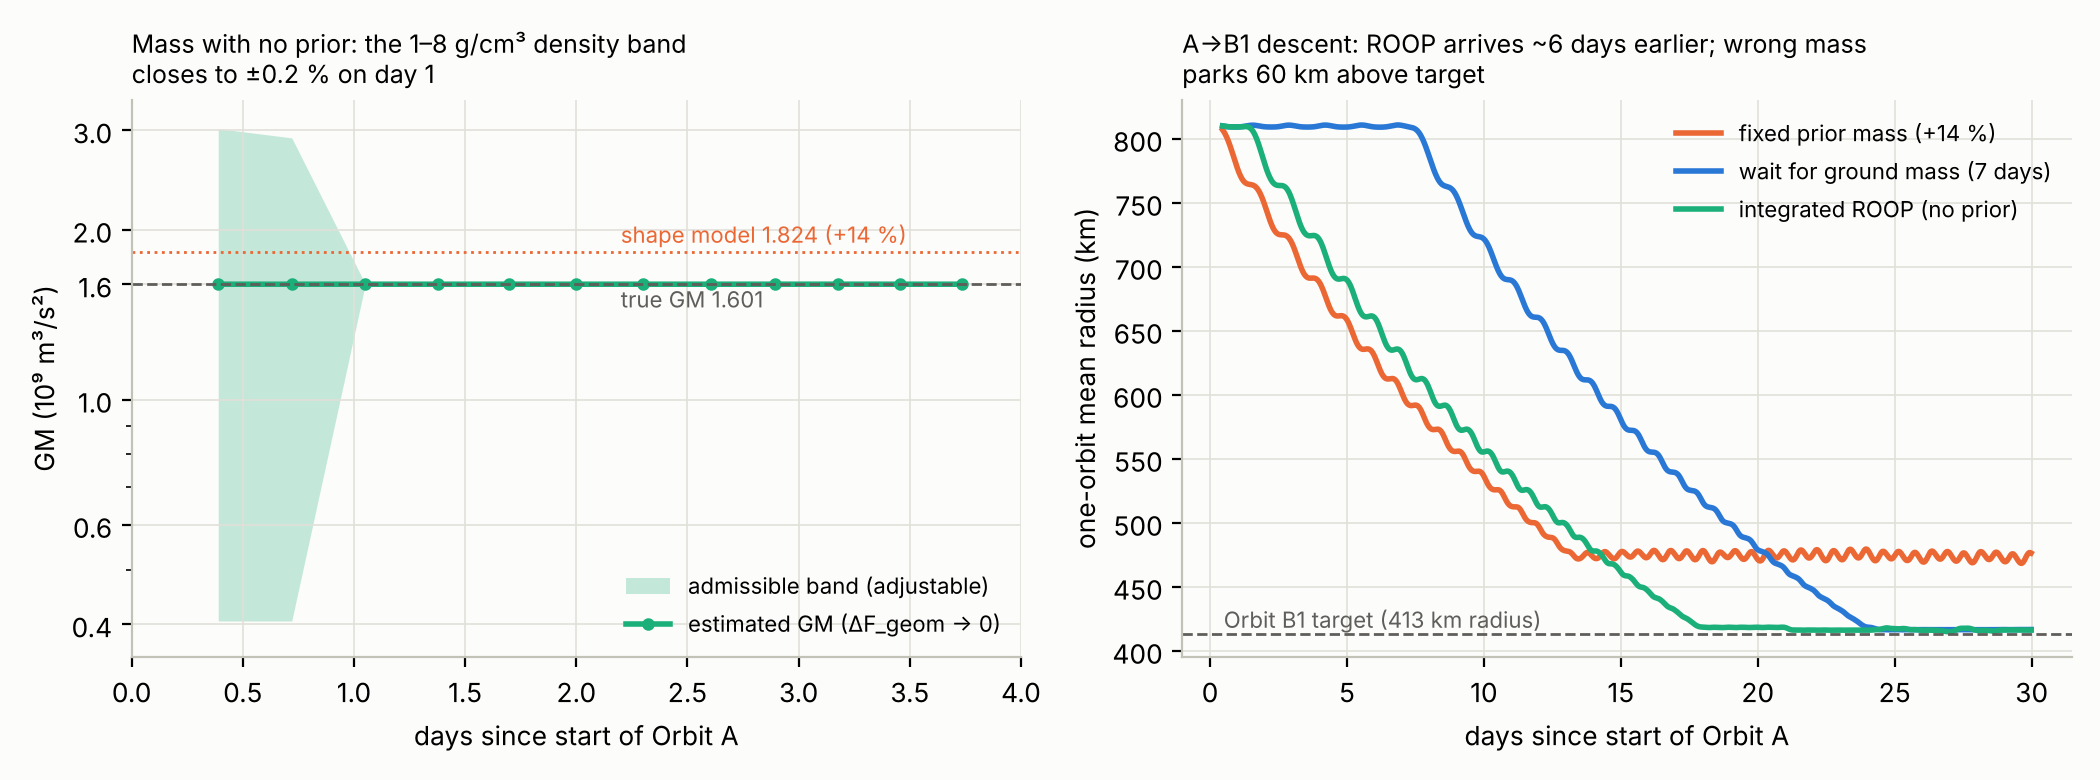 Mass with no prior: the 1–8 g/cm³ density band
closes to ±0.2 % on day 1
GM (10⁹ m³/s²)
3.0
2.0
1.6
1.0
0.6
0.4
shape model 1.824 (+14 %)
true GM 1.601
admissible band (adjustable)
estimated GM (ΔF_geom → 0)
0.0 0.5 1.0 1.5 2.0 2.5 3.0 3.5 4.0
days since start of Orbit A
A→B1 descent: ROOP arrives ~6 days earlier; wrong mass
parks 60 km above target
one-orbit mean radius (km)
800
750
700
650
600
550
500
450
400
fixed prior mass (+14 %)
wait for ground mass (7 days)
integrated ROOP (no prior)
Orbit B1 target (413 km radius)
0 5 10 15 20 25 30
days since start of Orbit A